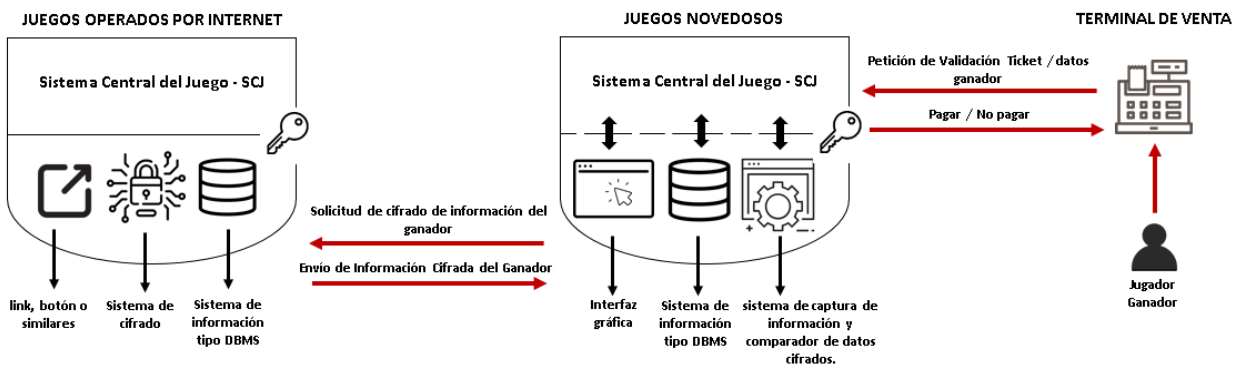 JUEGOS OPERADOS POR INTERNET
JUEGOS NOVEDOSOS
TERMINAL DE VENTA
Sistema Central del Juego - SCJ
Sistema Central del Juego - SCJ
Petición de Validación Ticket / datos
ganador
Pagar / No pagar
Solicitud de cifrado de información del
ganador
Envío de Información Cifrada del Ganador
link, botón o
similares
Sistema de
cifrado
Sistema de
información
tipo DBMS
Interfaz
gráfica
Sistema de
información
tipo DBMS
sistema de captura de
información y
comparador de datos
cifrados.
Jugador
Ganador